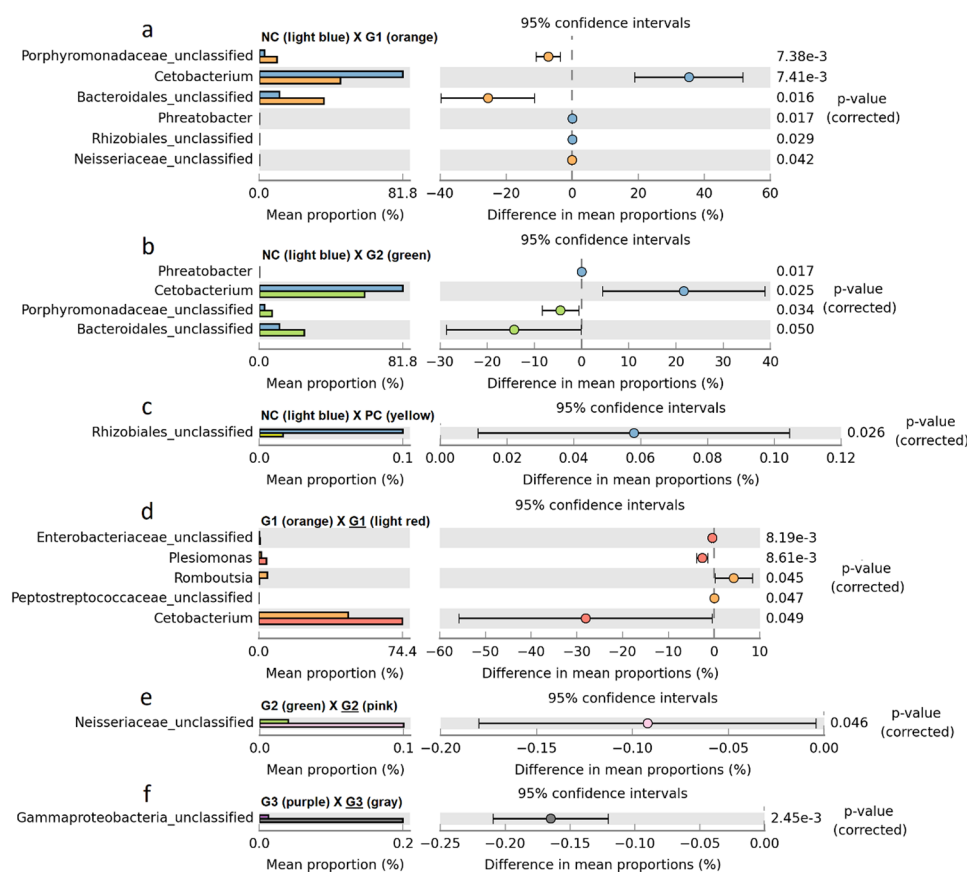 a
NC (light blue) X G1 (orange)
95% confidence intervals
Porphyromonadaceae_unclassified
7.38e-3
Cetobacterium
7.41e-3
Bacteroidales_unclassified
0.016
Phreatobacter
0.017
Rhizobiales_unclassified
0.029
Neisseriaceae_unclassified
0.042
p-value
(corrected)
0.0 81.8 −40 −20 0 20 40 60
Mean proportion (%) Difference in mean proportions (%)
b
NC (light blue) X G2 (green)
95% confidence intervals
Phreatobacter
0.017
Cetobacterium
0.025
Porphyromonadaceae_unclassified
0.034
Bacteroidales_unclassified
0.050
p-value
(corrected)
0.0 81.8 −30 −20 −10 0 10 20 30 40
Mean proportion (%) Difference in mean proportions (%)
c
NC (light blue) X PC (yellow)
95% confidence intervals
Rhizobiales_unclassified
0.026
p-value
(corrected)
0.0 0.1 0.00 0.02 0.04 0.06 0.08 0.10 0.12
Mean proportion (%) Difference in mean proportions (%)
d
G1 (orange) X G1 (light red)
95% confidence intervals
Enterobacteriaceae_unclassified
8.19e-3
Plesiomonas
8.61e-3
Romboutsia
0.045
Peptostreptococcaceae_unclassified
0.047
Cetobacterium
0.049
p-value
(corrected)
0.0 74.4 −60 −50 −40 −30 −20 −10 0 10
Mean proportion (%) Difference in mean proportions (%)
e
G2 (green) X G2 (pink)
95% confidence intervals
Neisseriaceae_unclassified
0.046
p-value
(corrected)
0.0 0.1 −0.20 −0.15 −0.10 −0.05 0.00
Mean proportion (%) Difference in mean proportions (%)
f
G3 (purple) X G3 (gray)
95% confidence intervals
Gammaproteobacteria_unclassified
2.45e-3
p-value
(corrected)
0.0 0.2 −0.25 −0.20 −0.15 −0.10 −0.05 0.00
Mean proportion (%) Difference in mean proportions (%)